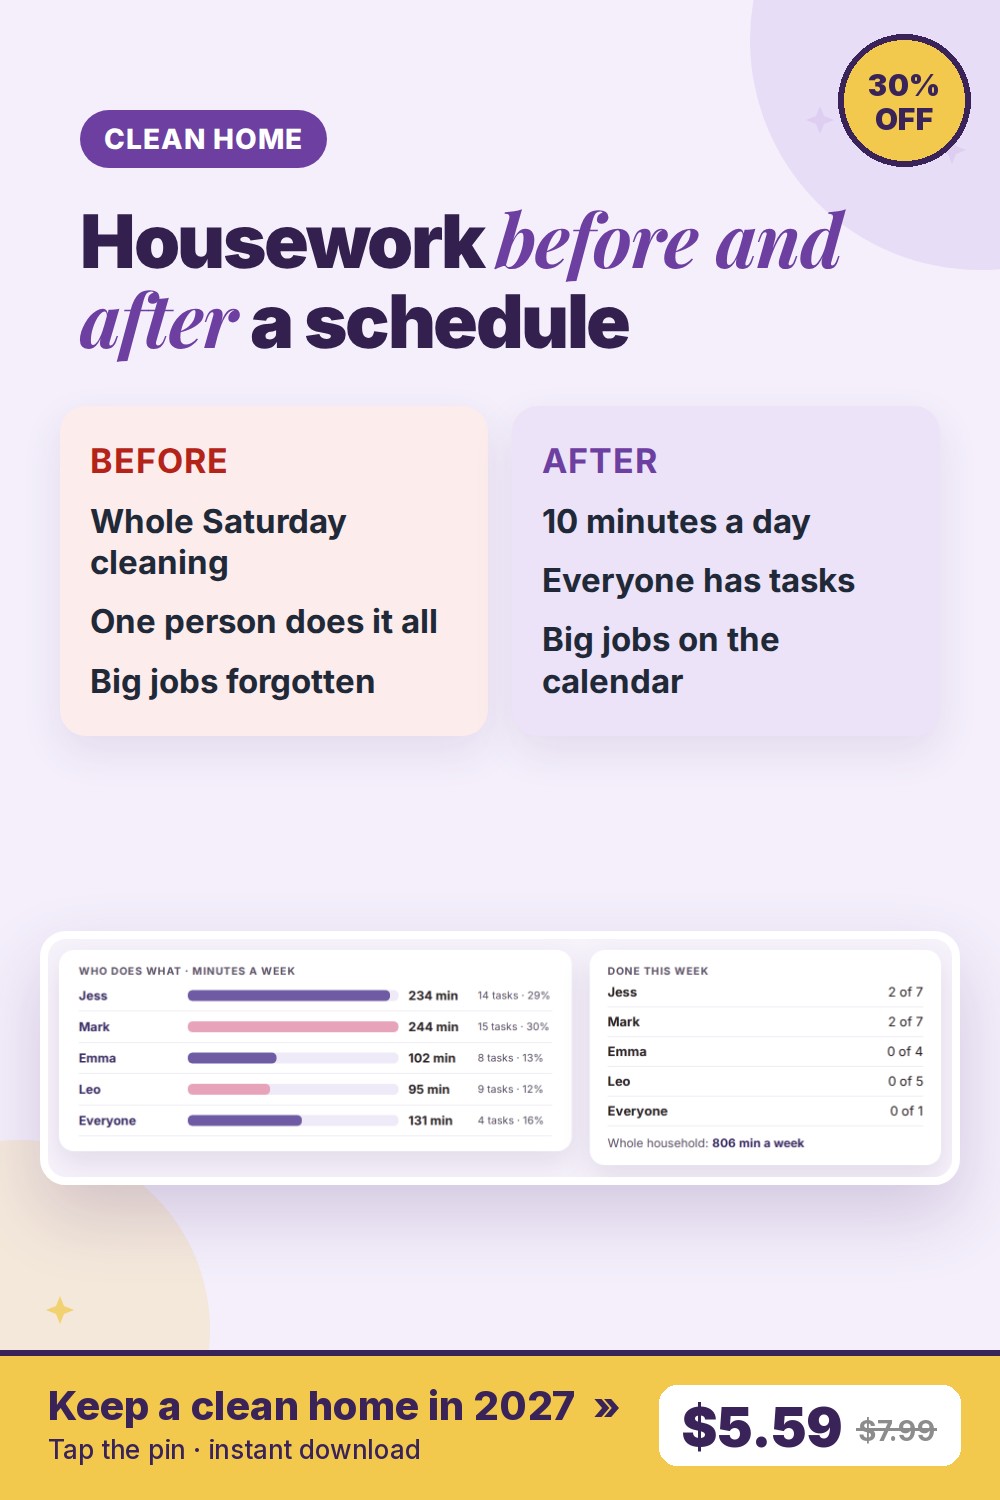 30%
OFF
CLEAN HOME
Housework before and
after a schedule
BEFORE
Whole Saturday
cleaning
One person does it all
Big jobs forgotten
AFTER
10 minutes a day
Everyone has tasks
Big jobs on the
calendar
WHO DOES WHAT · MINUTES A WEEK
Jess 234 min 14 tasks · 29%
Mark 244 min 15 tasks · 30%
Emma 102 min 8 tasks · 13%
Leo 95 min 9 tasks · 12%
Everyone 131 min 4 tasks · 16%
DONE THIS WEEK
Jess 2 of 7
Mark 2 of 7
Emma 0 of 4
Leo 0 of 5
Everyone 0 of 1
Whole household: 806 min a week
Keep a clean home in 2027 »
Tap the pin · instant download
$5.59 $7.99